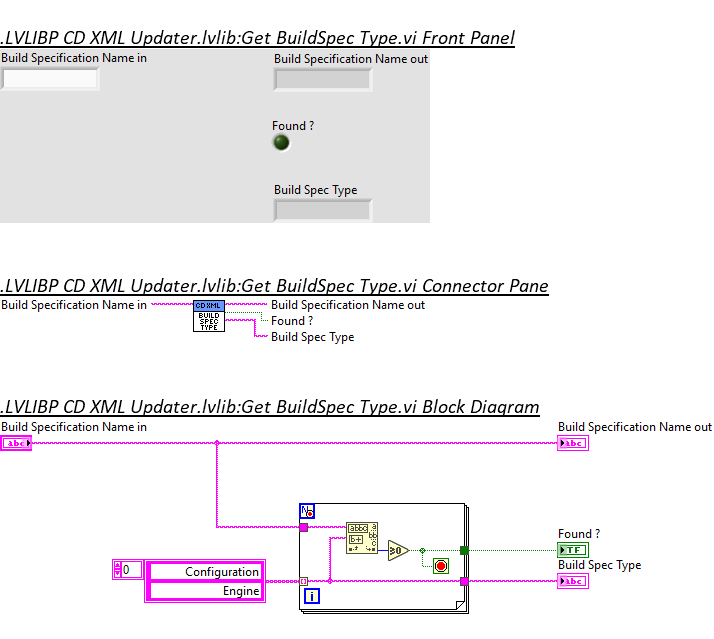 .LVLIBP CD XML Updater.lvlib:Get BuildSpec Type.vi Front Panel
Build Specification Name in
Build Specification Name out
Found ?
Build Spec Type
.LVLIBP CD XML Updater.lvlib:Get BuildSpec Type.vi Connector Pane
Build Specification Name in
CDXML
BUILD
SPEC
TYPE
Build Specification Name out
Found ?
Build Spec Type
.LVLIBP CD XML Updater.lvlib:Get BuildSpec Type.vi Block Diagram
Build Specification Name in
abc
Build Specification Name out
abc
N
abbc
b+
a
bb
c
≥0
Found ?
TF
Build Spec Type
abc
0
Configuration
Engine
i